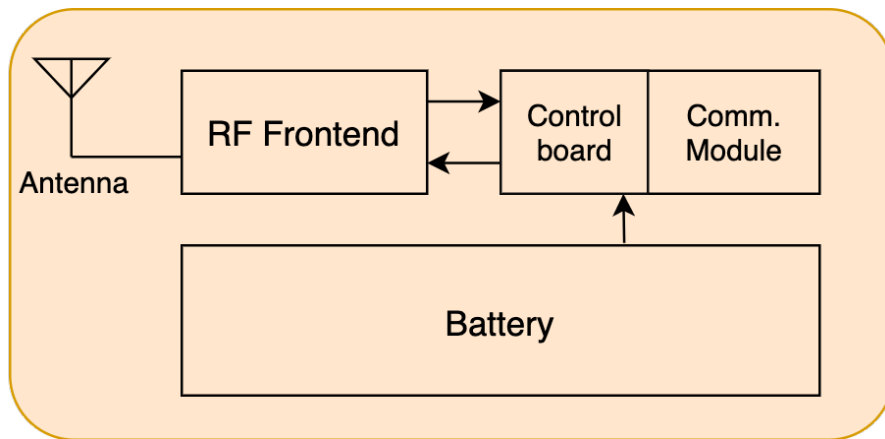 RF Frontend
Control
board
Comm.
Module
Antenna
Battery